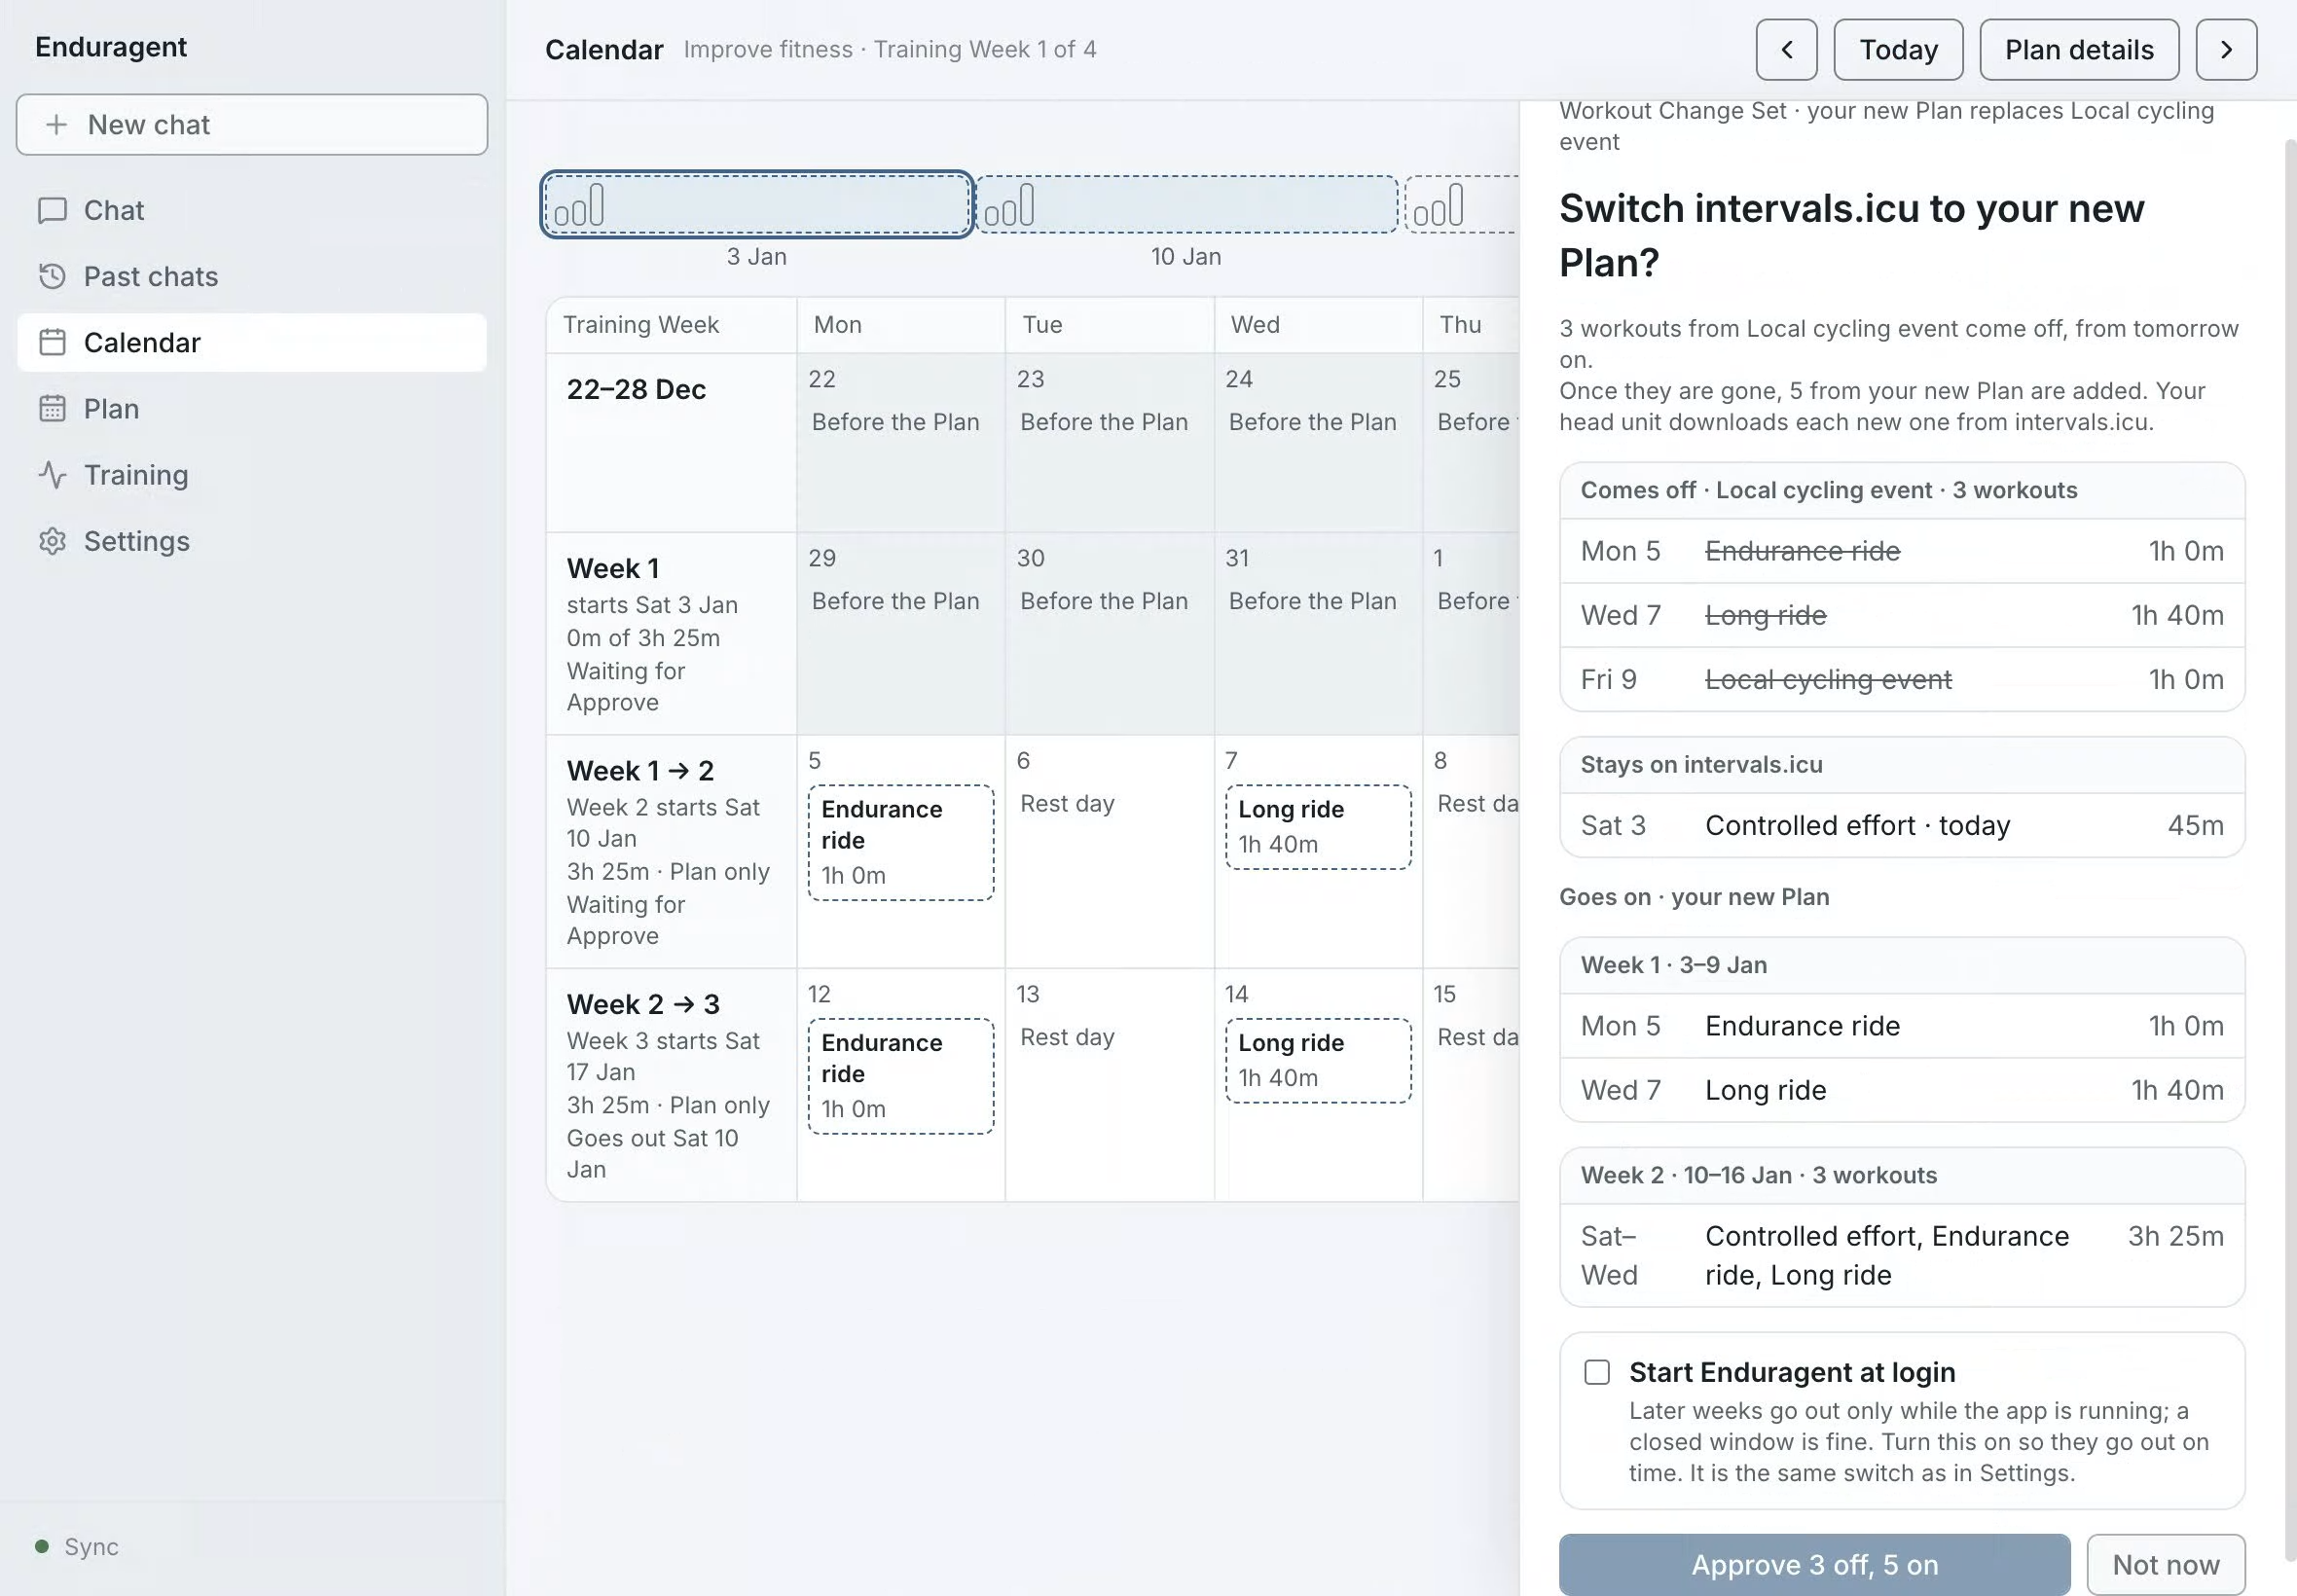 Enduragent
New chat
Chat
Past chats
Calendar
Plan
Training
Settings
Sync
Calendar Improve fitness · Training Week 1 of 4
Today
Plan details
3 Jan
10 Jan
Training Week Mon Tue Wed Thu
22–28 Dec
22
Before the Plan
23
Before the Plan
24
Before the Plan
25
Before
Week 1
starts Sat 3 Jan
0m of 3h 25m
Waiting for
Approve
29
Before the Plan
30
Before the Plan
31
Before the Plan
1
Before
Week 1 → 2
Week 2 starts Sat
10 Jan
3h 25m · Plan only
Waiting for
Approve
5
Endurance
ride
1h 0m
6
Rest day
7
Long ride
1h 40m
8
Rest da
Week 2 → 3
Week 3 starts Sat
17 Jan
3h 25m · Plan only
Goes out Sat 10
Jan
12
Endurance
ride
1h 0m
13
Rest day
14
Long ride
1h 40m
15
Rest da
Workout Change Set · your new Plan replaces Local cycling
event
Switch intervals.icu to your new
Plan?
3 workouts from Local cycling event come off, from tomorrow
on.
Once they are gone, 5 from your new Plan are added. Your
head unit downloads each new one from intervals.icu.
Comes off · Local cycling event · 3 workouts
Mon 5 Endurance ride 1h 0m
Wed 7 Long ride 1h 40m
Fri 9 Local cycling event 1h 0m
Stays on intervals.icu
Sat 3 Controlled effort · today 45m
Goes on · your new Plan
Week 1 · 3–9 Jan
Mon 5 Endurance ride 1h 0m
Wed 7 Long ride 1h 40m
Week 2 · 10–16 Jan · 3 workouts
Sat– Controlled effort, Endurance 3h 25m
Wed ride, Long ride
Start Enduragent at login
Later weeks go out only while the app is running; a
closed window is fine. Turn this on so they go out on
time. It is the same switch as in Settings.
Approve 3 off, 5 on
Not now